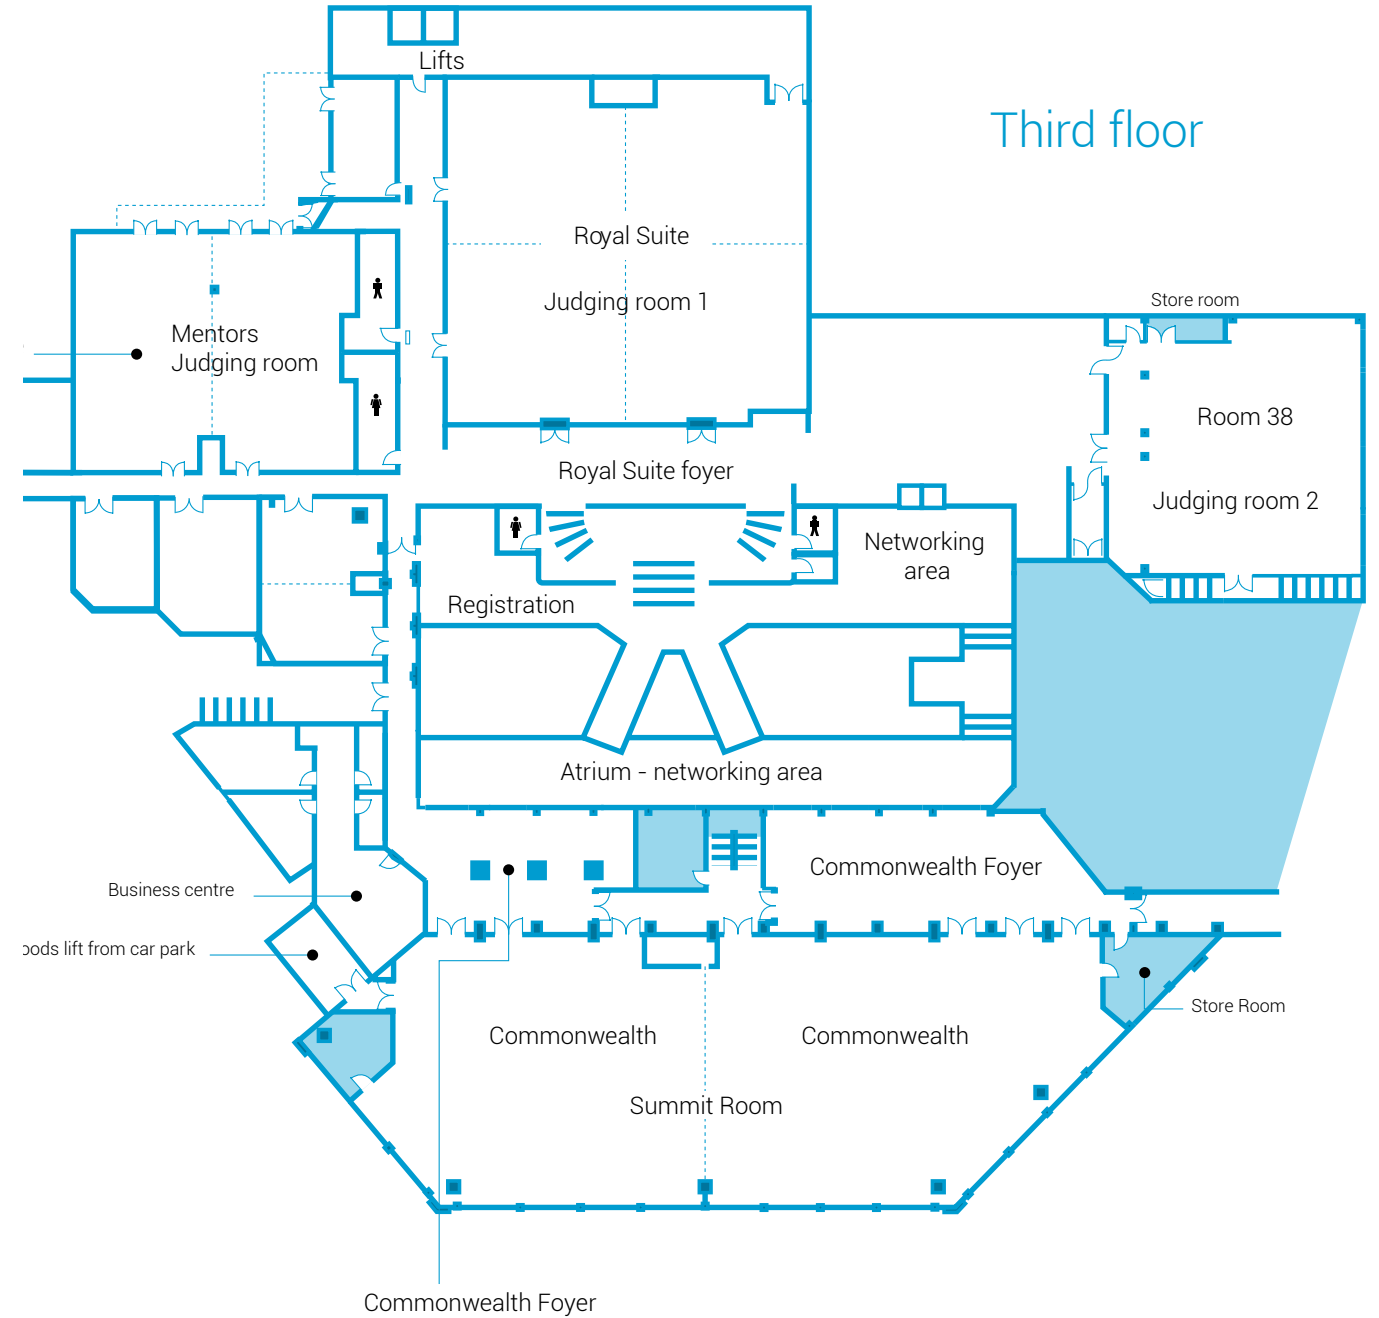 Lifts
Third floor
Royal Suite
Judging room 1
Store room
Mentors
Judging room
Room 38
Judging room 2
Royal Suite foyer
Networking
area
Registration
Atrium - networking area
Commonwealth Foyer
Business centre
oods lift from car park
Store Room
Commonwealth
Commonwealth
Summit Room
Commonwealth Foyer